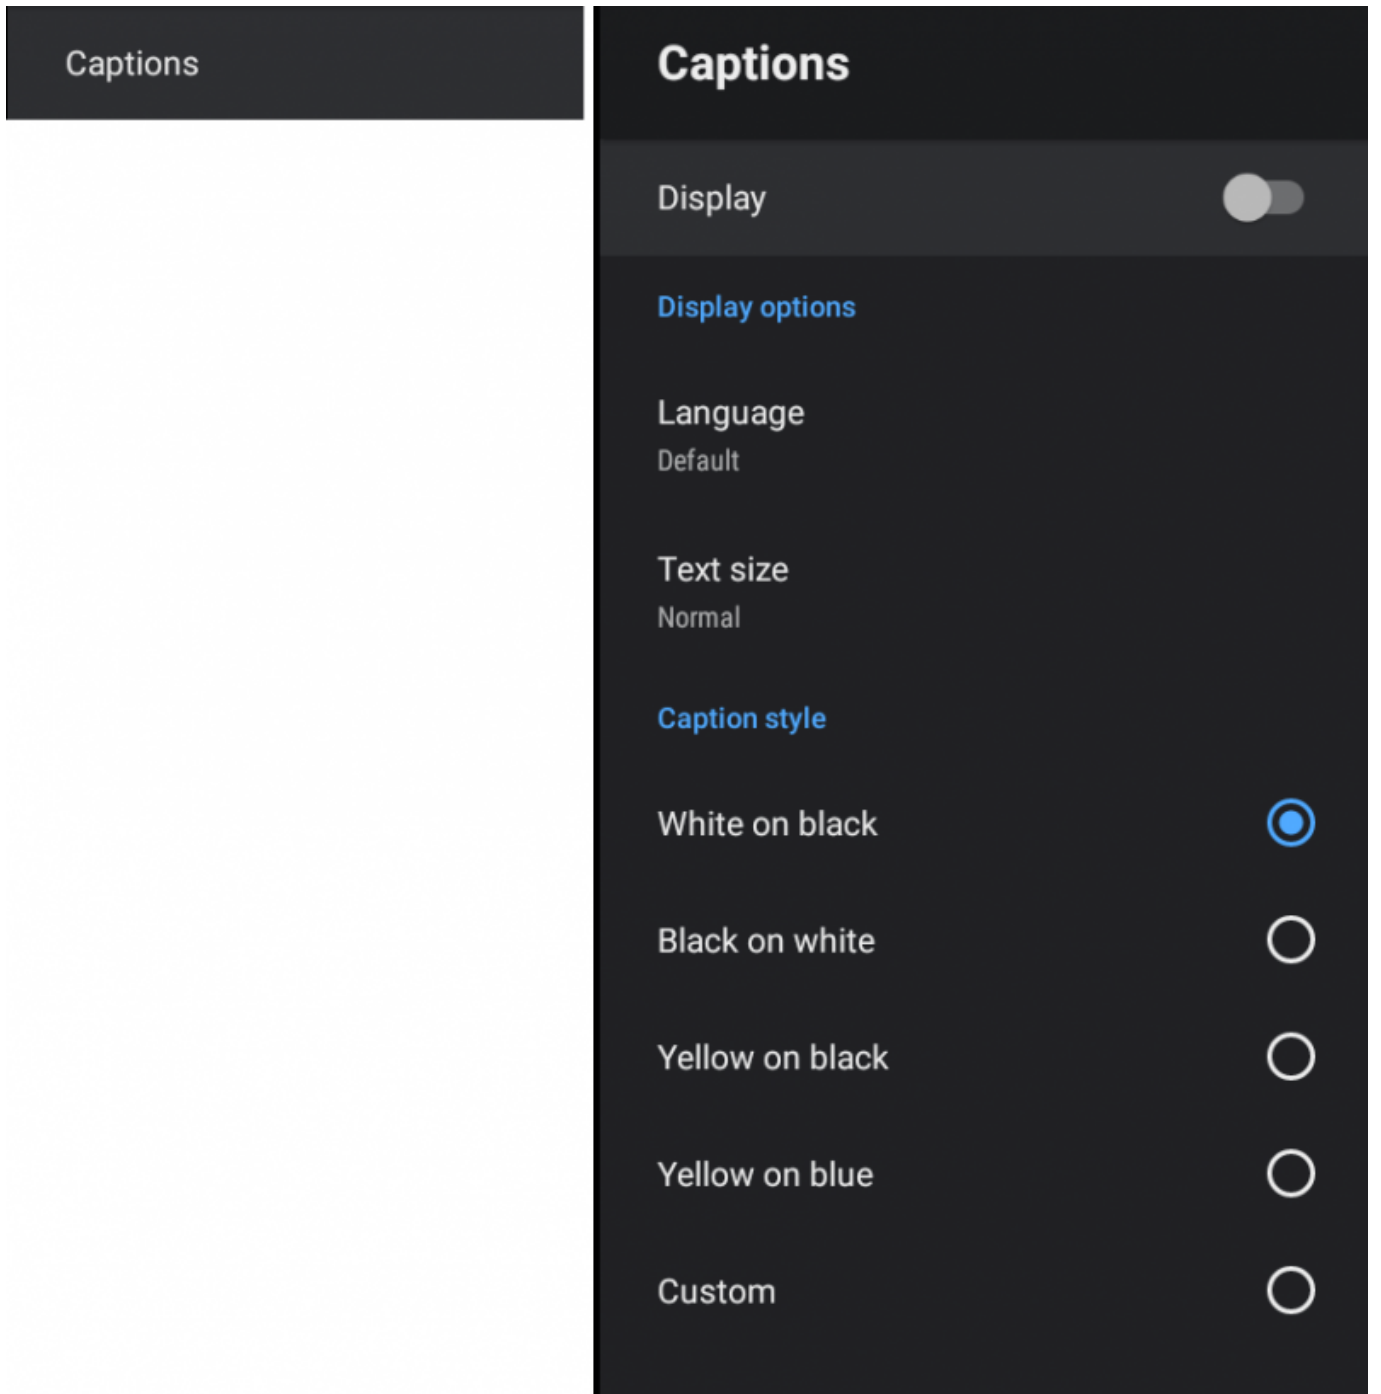 Captions
Captions
Display
Display options
Language
Default
Text size
Normal
Caption style
White on black
Black on white
Yellow on black
Yellow on blue
Custom